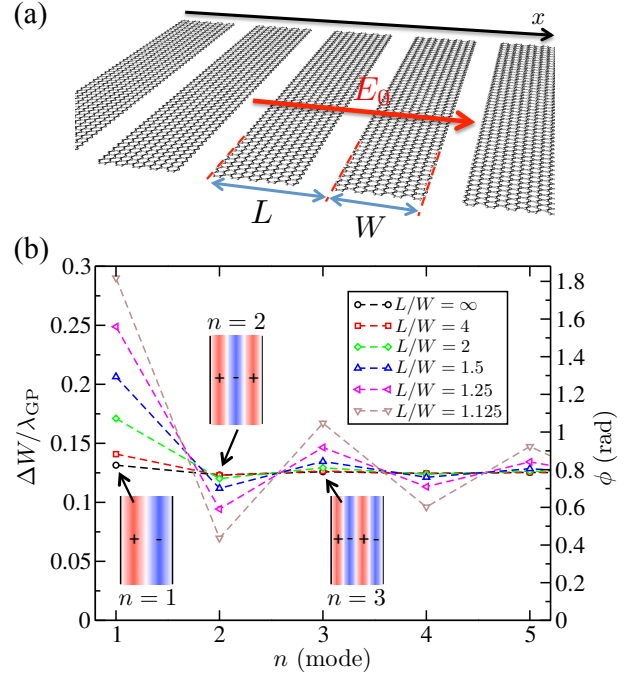 (a)
x
E₀
L
W
(b)
0.3
0.25
0.2
0.15
0.1
0.05
0
ΔW/λ_GP
1.8
1.6
1.4
1.2
1
0.8
0.6
0.4
0.2
0
ϕ (rad)
L/W = ∞
L/W = 4
L/W = 2
L/W = 1.5
L/W = 1.25
L/W = 1.125
n = 2
+ - +
+ -
n = 1
+ - + -
n = 3
1 2 3 4 5
n (mode)